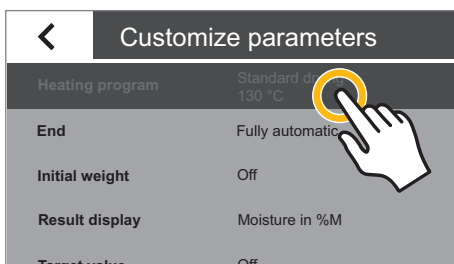 Customize parameters
Heating program Standard drying
130 °C
End Fully automatic
Initial weight Off
Result display Moisture in %M
Target value Off